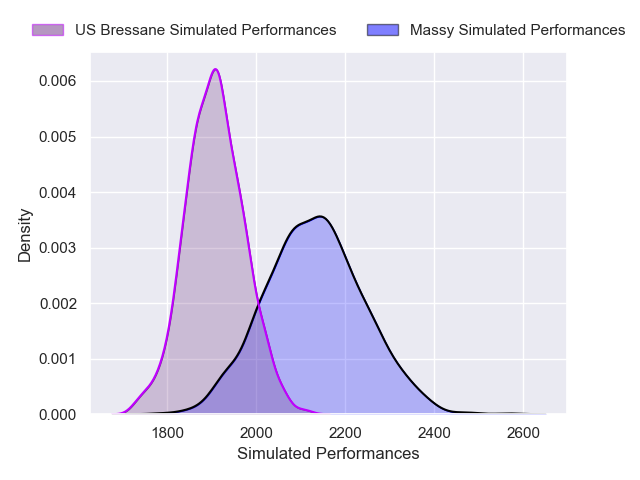 US Bressane Simulated Performances Massy Simulated Performances
0.006
0.005
0.004
0.003
0.002
0.001
0.000
Density
1800 2000 2200 2400 2600
Simulated Performances